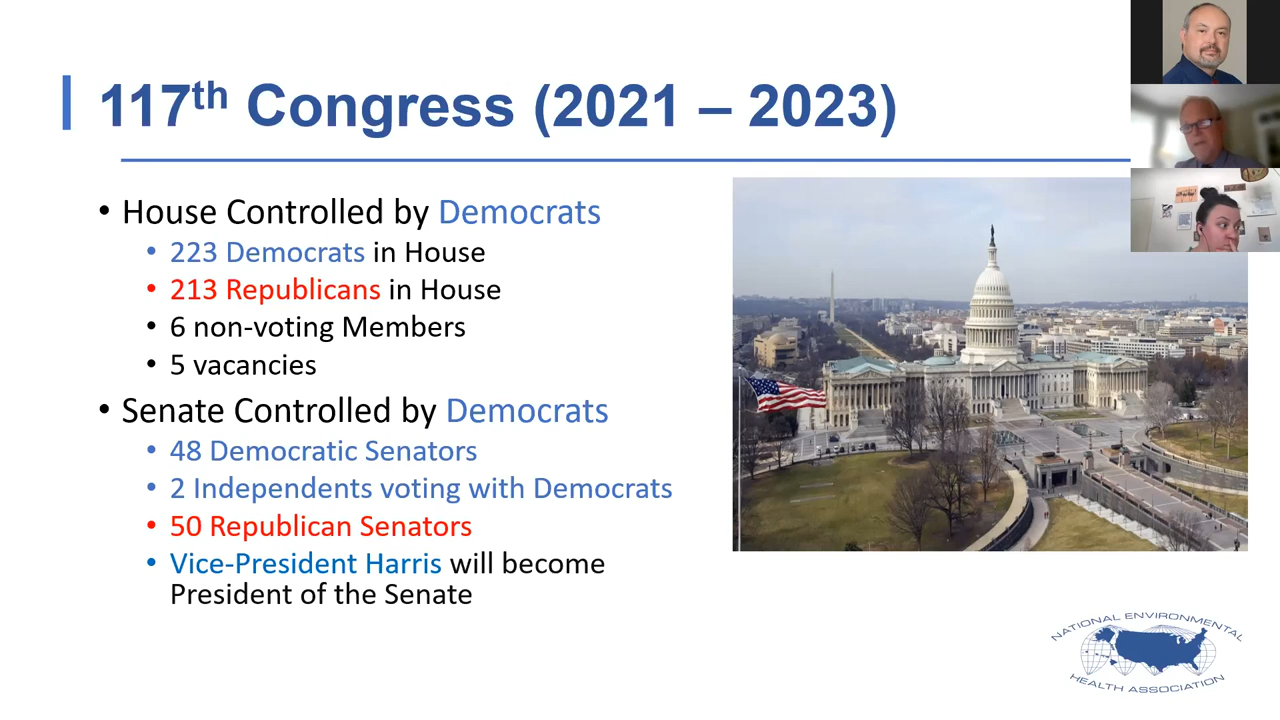 117th Congress (2021 – 2023)
• House Controlled by Democrats
• 223 Democrats in House
• 213 Republicans in House
• 6 non-voting Members
• 5 vacancies
• Senate Controlled by Democrats
• 48 Democratic Senators
• 2 Independents voting with Democrats
• 50 Republican Senators
• Vice-President Harris will become
President of the Senate
NATIONAL ENVIRONMENTAL
HEALTH ASSOCIATION